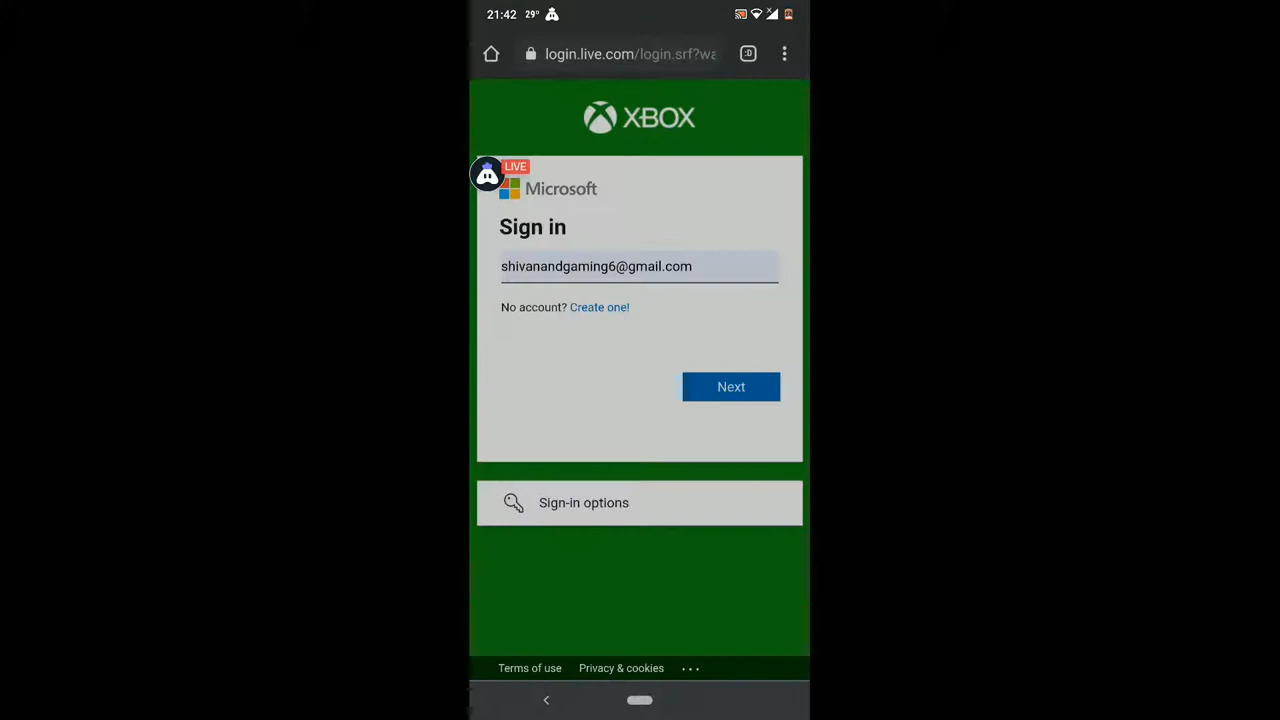 21:42 29°
login.live.com/login.srf?wa
:D
XBOX
LIVE
Microsoft
Sign in
shivanandgaming6@gmail.com
No account? Create one!
Next
Sign-in options
Terms of use Privacy & cookies ...